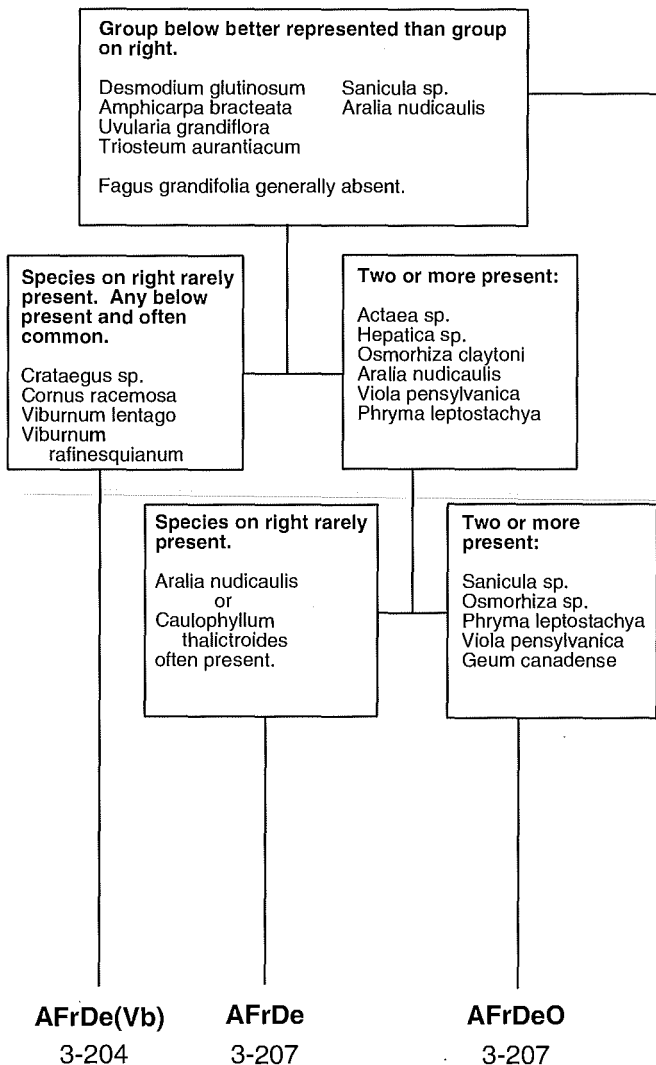 Group below better represented than group
on right.
Desmodium glutinosum Sanicula sp.
Amphicarpa bracteata Aralia nudicaulis
Uvularia grandiflora
Triosteum aurantiacum
Fagus grandifolia generally absent.
Species on right rarely
present. Any below
present and often
common.
Crataegus sp.
Cornus racemosa
Viburnum lentago
Viburnum
rafinesquianum
Two or more present:
Actaea sp.
Hepatica sp.
Osmorhiza claytoni
Aralia nudicaulis
Viola pensylvanica
Phryma leptostachya
Species on right rarely
present.
Aralia nudicaulis
or
Caulophyllum
thalictroides
often present.
Two or more
present:
Sanicula sp.
Osmorhiza sp.
Phryma leptostachya
Viola pensylvanica
Geum canadense
AFrDe(Vb) AFrDe AFrDeO
3-204 3-207 3-207